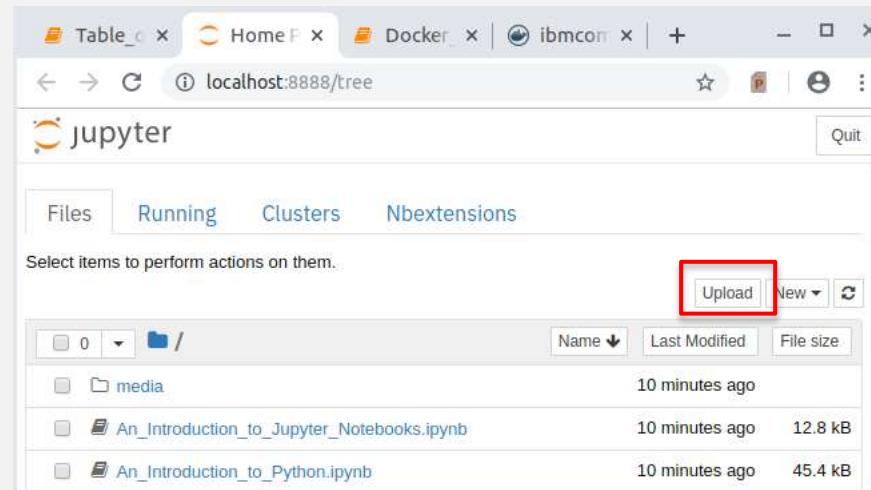 Table_o Home P Docker_ ibmcom
localhost:8888/tree
P
jupyter Quit
Files Running Clusters Nbextensions
Select items to perform actions on them.
Upload New
0 / Name Last Modified File size
media 10 minutes ago
An_Introduction_to_Jupyter_Notebooks.ipynb 10 minutes ago 12.8 kB
An_Introduction_to_Python.ipynb 10 minutes ago 45.4 kB